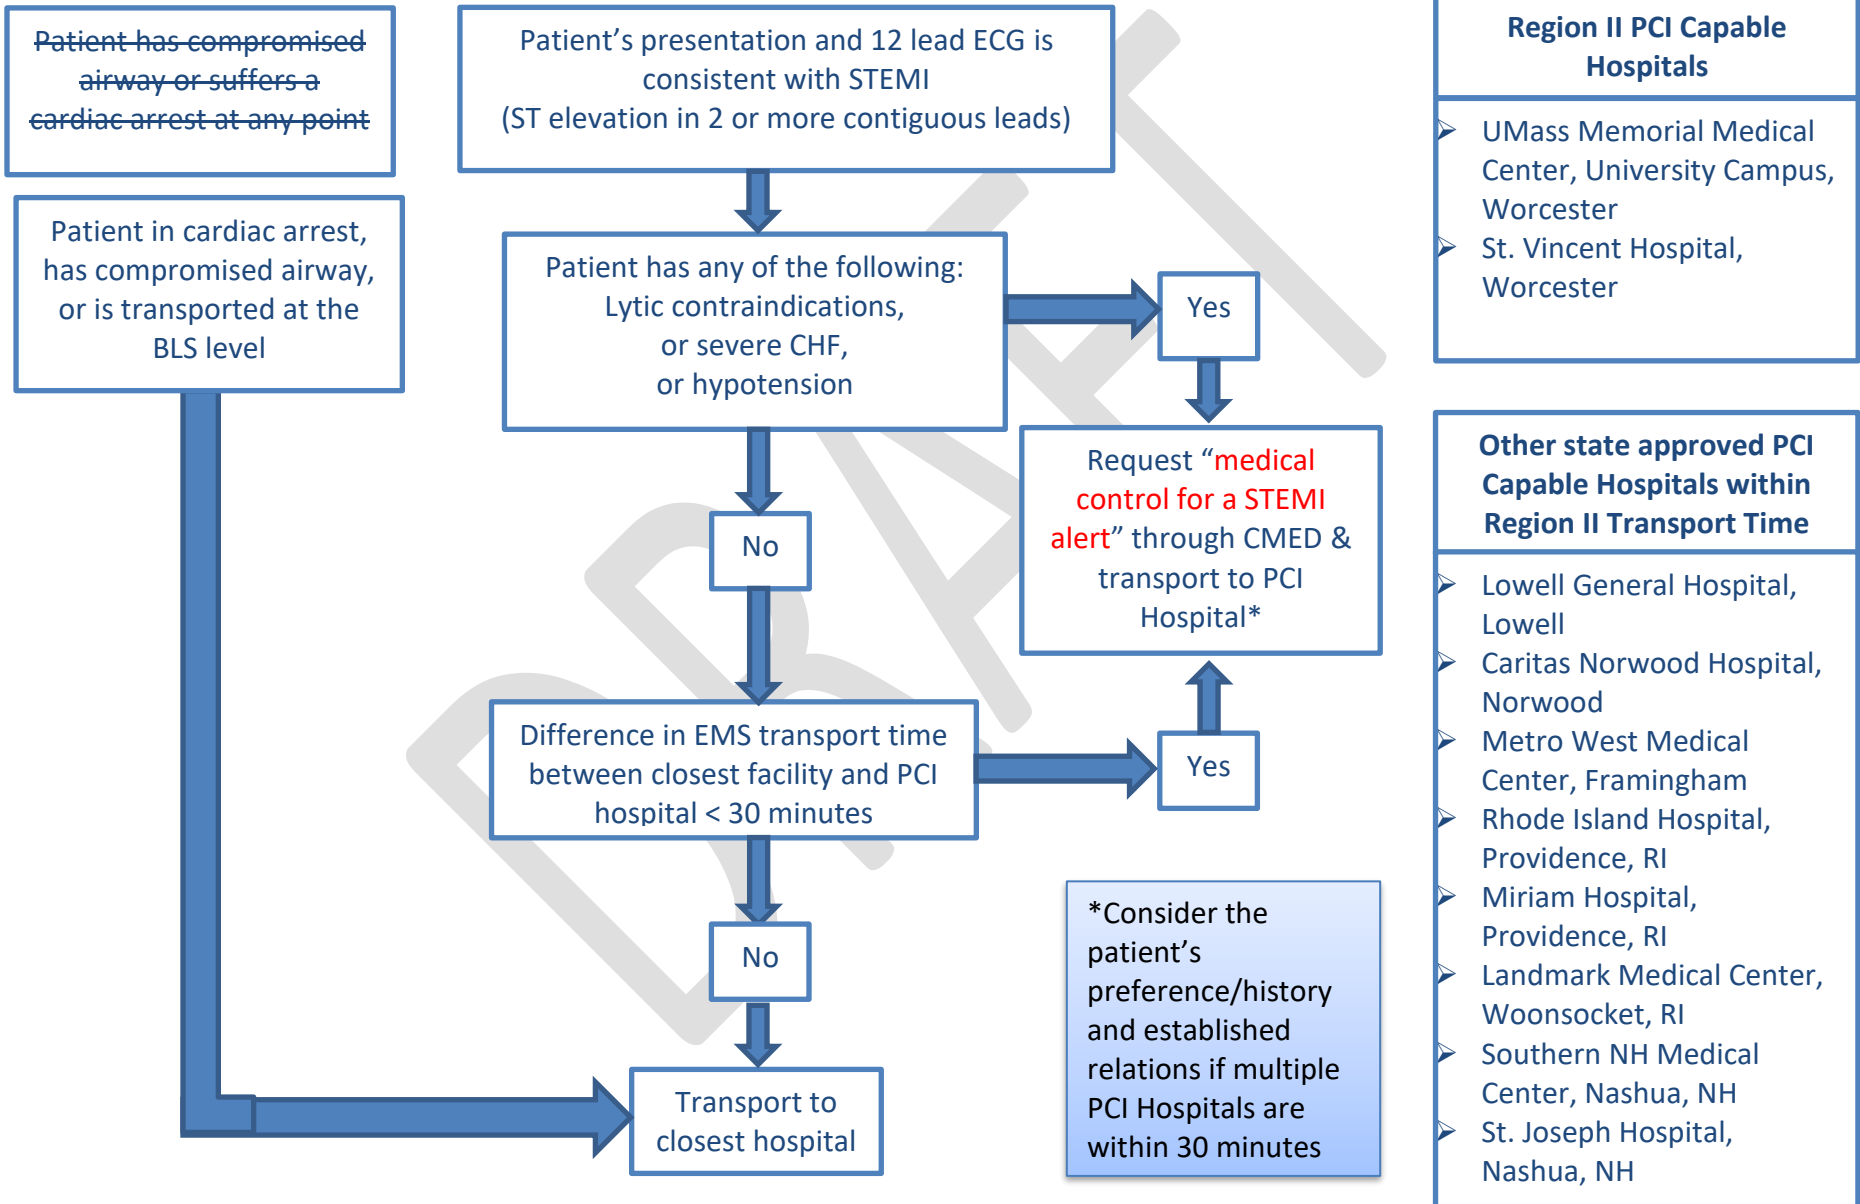 Patient has compromised
airway or suffers a
cardiac arrest at any point
Patient in cardiac arrest,
has compromised airway,
or is transported at the
BLS level
Patient’s presentation and 12 lead ECG is
consistent with STEMI
(ST elevation in 2 or more contiguous leads)
Patient has any of the following:
Lytic contraindications,
or severe CHF,
or hypotension
Yes
No
Request “medical
control for a STEMI
alert” through CMED &
transport to PCI
Hospital*
Difference in EMS transport time
between closest facility and PCI
hospital < 30 minutes
Yes
No
Transport to
closest hospital
*Consider the
patient’s
preference/history
and established
relations if multiple
PCI Hospitals are
within 30 minutes
Region II PCI Capable
Hospitals
➢ UMass Memorial Medical
Center, University Campus,
Worcester
➢ St. Vincent Hospital,
Worcester
Other state approved PCI
Capable Hospitals within
Region II Transport Time
➢ Lowell General Hospital,
Lowell
➢ Caritas Norwood Hospital,
Norwood
➢ Metro West Medical
Center, Framingham
➢ Rhode Island Hospital,
Providence, RI
➢ Miriam Hospital,
Providence, RI
➢ Landmark Medical Center,
Woonsocket, RI
➢ Southern NH Medical
Center, Nashua, NH
➢ St. Joseph Hospital,
Nashua, NH
DRAFT